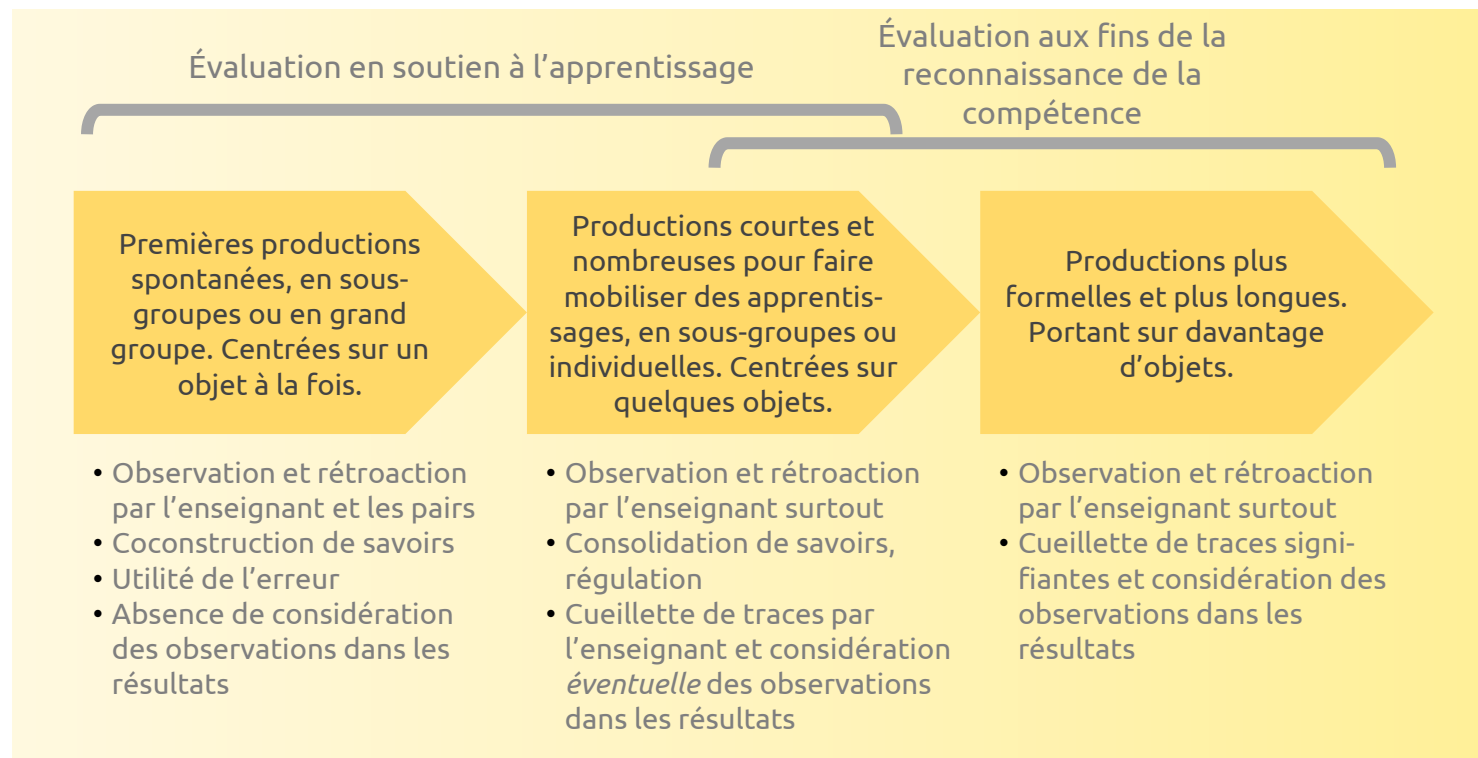 Évaluation en soutien à l’apprentissage
Évaluation aux fins de la
reconnaissance de la
compétence
Premières productions
spontanées, en sous-
groupes ou en grand
groupe. Centrées sur un
objet à la fois.
Productions courtes et
nombreuses pour faire
mobiliser des apprentis-
sages, en sous-groupes ou
individuelles. Centrées sur
quelques objets.
Productions plus
formelles et plus longues.
Portant sur davantage
d’objets.
• Observation et rétroaction
par l’enseignant et les pairs
• Coconstruction de savoirs
• Utilité de l’erreur
• Absence de considération
des observations dans les
résultats
• Observation et rétroaction
par l’enseignant surtout
• Consolidation de savoirs,
régulation
• Cueillette de traces par
l’enseignant et considération
éventuelle des observations
dans les résultats
• Observation et rétroaction
par l’enseignant surtout
• Cueillette de traces signi-
fiantes et considération des
observations dans les
résultats